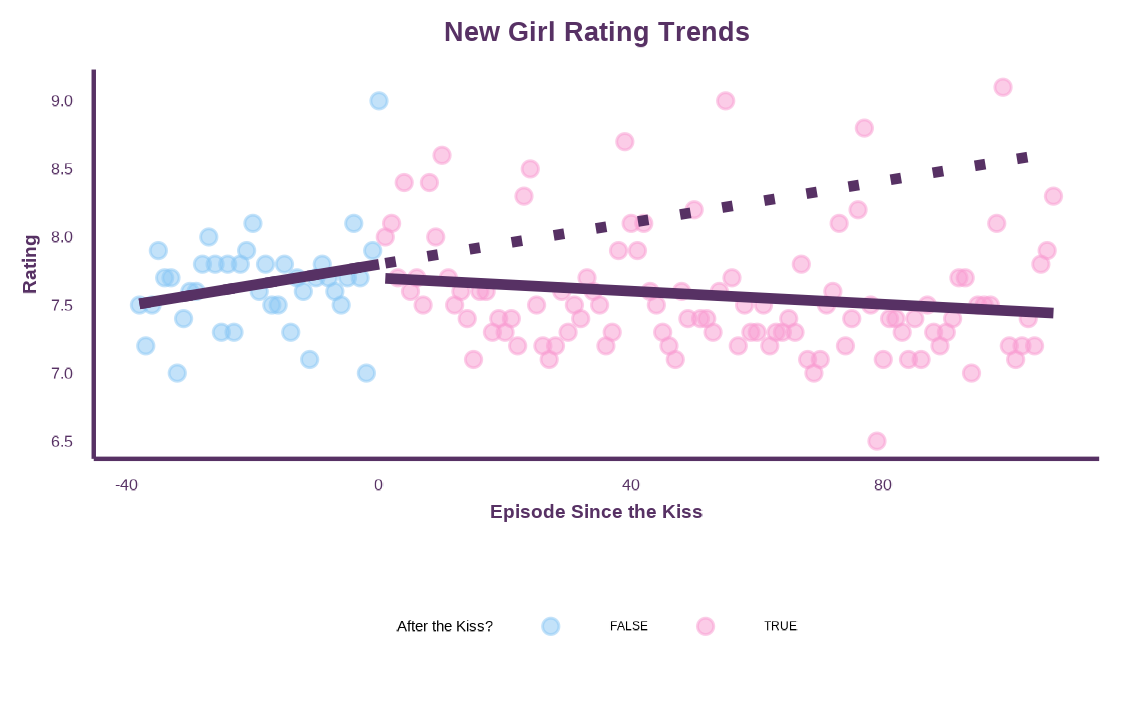 New Girl Rating Trends
9.0
8.5
8.0
7.5
7.0
6.5
Rating
-40 0 40 80
Episode Since the Kiss
After the Kiss? FALSE TRUE